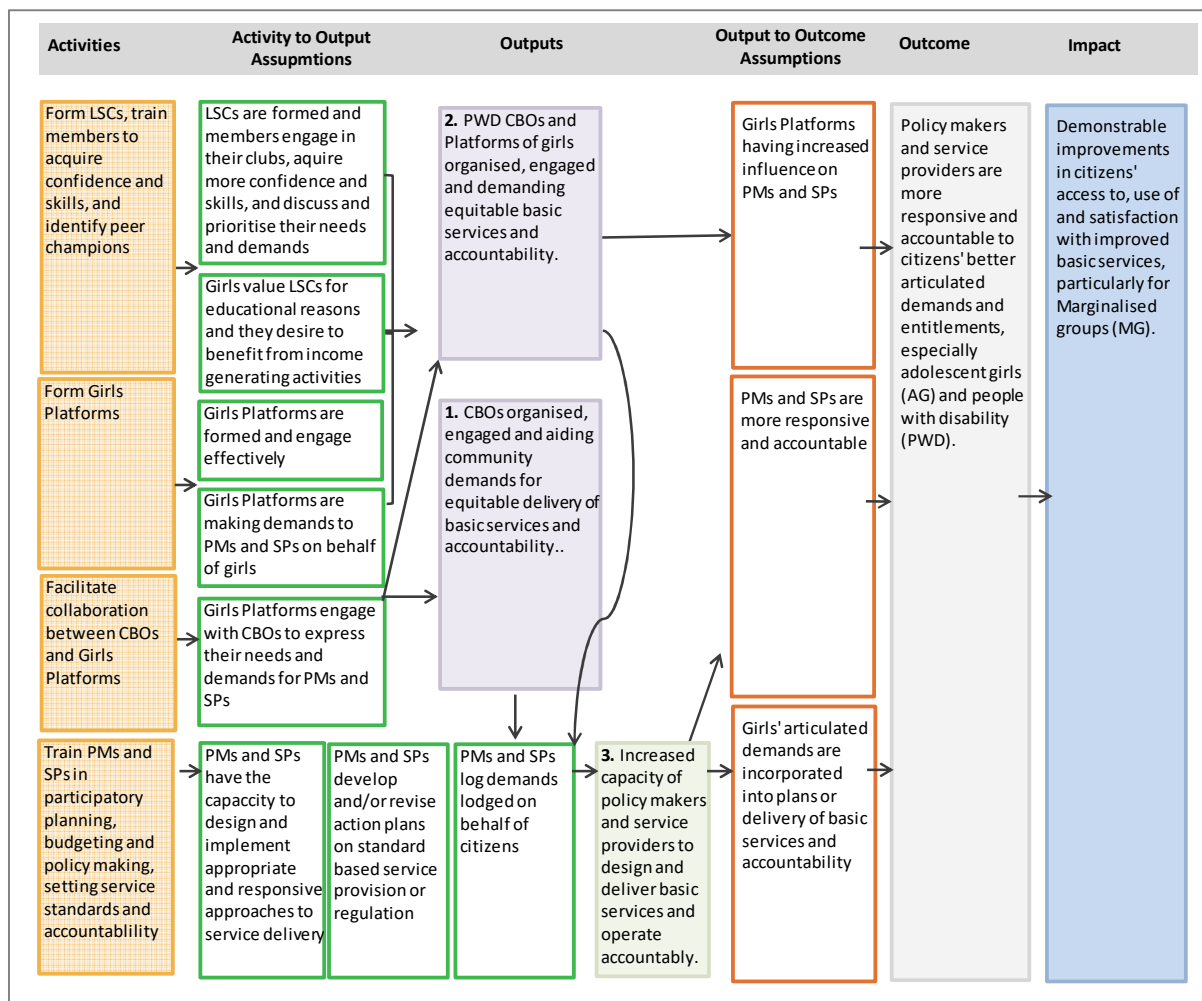 Activities
Activity to Output
Assupmtions
Outputs
Output to Outcome
Assumptions
Outcome
Impact
Form LSCs, train
members to
acquire
confidence and
skills, and
identify peer
champions
Form Girls
Platforms
Facilitate
collaboration
between CBOs
and Girls
Platforms
Train PMs and
SPs in
participatory
planning,
budgeting and
policy making,
setting service
standards and
accountablility
LSCs are formed and
members engage in
their clubs, aquire
more confidence and
skills, and discuss and
prioritise their needs
and demands
Girls value LSCs for
educational reasons
and they desire to
benefit from income
generating activities
Girls Platforms are
formed and engage
effectively
Girls Platforms are
making demands to
PMs and SPs on behalf
of girls
Girls Platforms engage
with CBOs to express
their needs and
demands for PMs and
SPs
PMs and SPs
have the
capaccity to
design and
implement
appropriate
and responsive
approaches to
service delivery
PMs and SPs
develop
and/or revise
action plans
on standard
based service
provision or
regulation
2. PWD CBOs and
Platforms of girls
organised, engaged
and demanding
equitable basic
services and
accountability.
1. CBOs organised,
engaged and aiding
community
demands for
equitable delivery of
basic services and
accountability..
PMs and SPs
log demands
lodged on
behalf of
citizens
3. Increased
capacity of
policy makers
and service
providers to
design and
deliver basic
services and
operate
accountably.
Girls Platforms
having increased
influence on
PMs and SPs
PMs and SPs are
more responsive
and accountable
Girls' articulated
demands are
incorporated
into plans or
delivery of basic
services and
accountability
Policy makers
and service
providers are
more
responsive and
accountable to
citizens' better
articulated
demands and
entitlements,
especially
adolescent girls
(AG) and people
with disability
(PWD).
Demonstrable
improvements
in citizens'
access to, use of
and satisfaction
with improved
basic services,
particularly for
Marginalised
groups (MG).